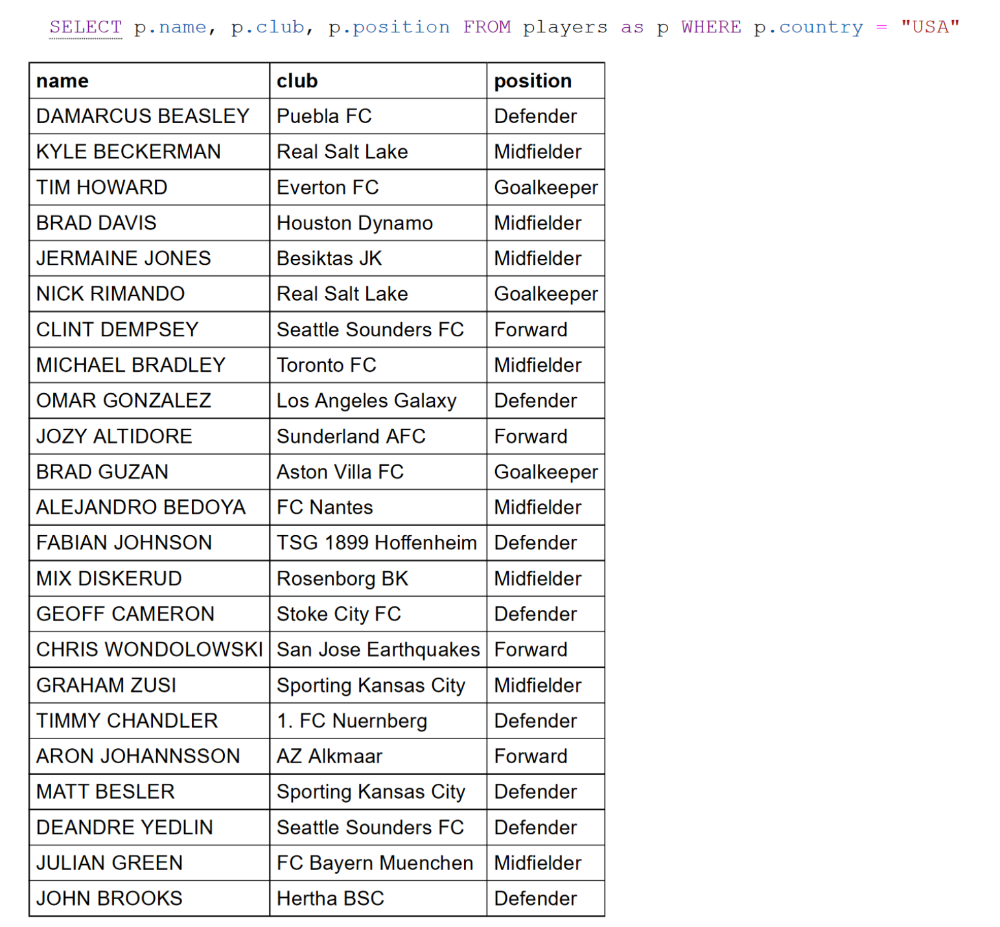 SELECT p.name, p.club, p.position FROM players as p WHERE p.country = "USA"
name club position
DAMARCUS BEASLEY Puebla FC Defender
KYLE BECKERMAN Real Salt Lake Midfielder
TIM HOWARD Everton FC Goalkeeper
BRAD DAVIS Houston Dynamo Midfielder
JERMAINE JONES Besiktas JK Midfielder
NICK RIMANDO Real Salt Lake Goalkeeper
CLINT DEMPSEY Seattle Sounders FC Forward
MICHAEL BRADLEY Toronto FC Midfielder
OMAR GONZALEZ Los Angeles Galaxy Defender
JOZY ALTIDORE Sunderland AFC Forward
BRAD GUZAN Aston Villa FC Goalkeeper
ALEJANDRO BEDOYA FC Nantes Midfielder
FABIAN JOHNSON TSG 1899 Hoffenheim Defender
MIX DISKERUD Rosenborg BK Midfielder
GEOFF CAMERON Stoke City FC Defender
CHRIS WONDOLOWSKI San Jose Earthquakes Forward
GRAHAM ZUSI Sporting Kansas City Midfielder
TIMMY CHANDLER 1. FC Nuernberg Defender
ARON JOHANNSSON AZ Alkmaar Forward
MATT BESLER Sporting Kansas City Defender
DEANDRE YEDLIN Seattle Sounders FC Defender
JULIAN GREEN FC Bayern Muenchen Midfielder
JOHN BROOKS Hertha BSC Defender